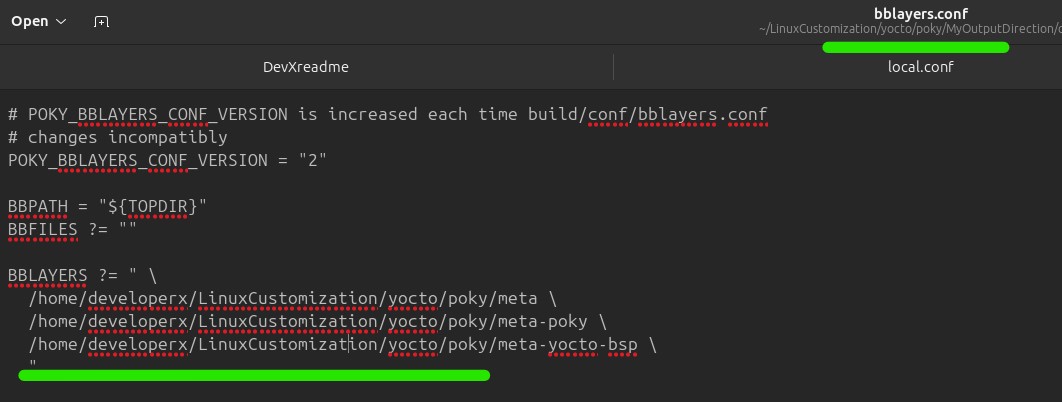 Open
bblayers.conf
~/LinuxCustomization/yocto/poky/MyOutputDirection/
DevXreadme
local.conf
# POKY_BBLAYERS_CONF_VERSION is increased each time build/conf/bblayers.conf
# changes incompatibly
POKY_BBLAYERS_CONF_VERSION = "2"
BBPATH = "${TOPDIR}"
BBFILES ?= ""
BBLAYERS ?= " \
/home/developerx/LinuxCustomization/yocto/poky/meta \
/home/developerx/LinuxCustomization/yocto/poky/meta-poky \
/home/developerx/LinuxCustomization/yocto/poky/meta-yocto-bsp \
"